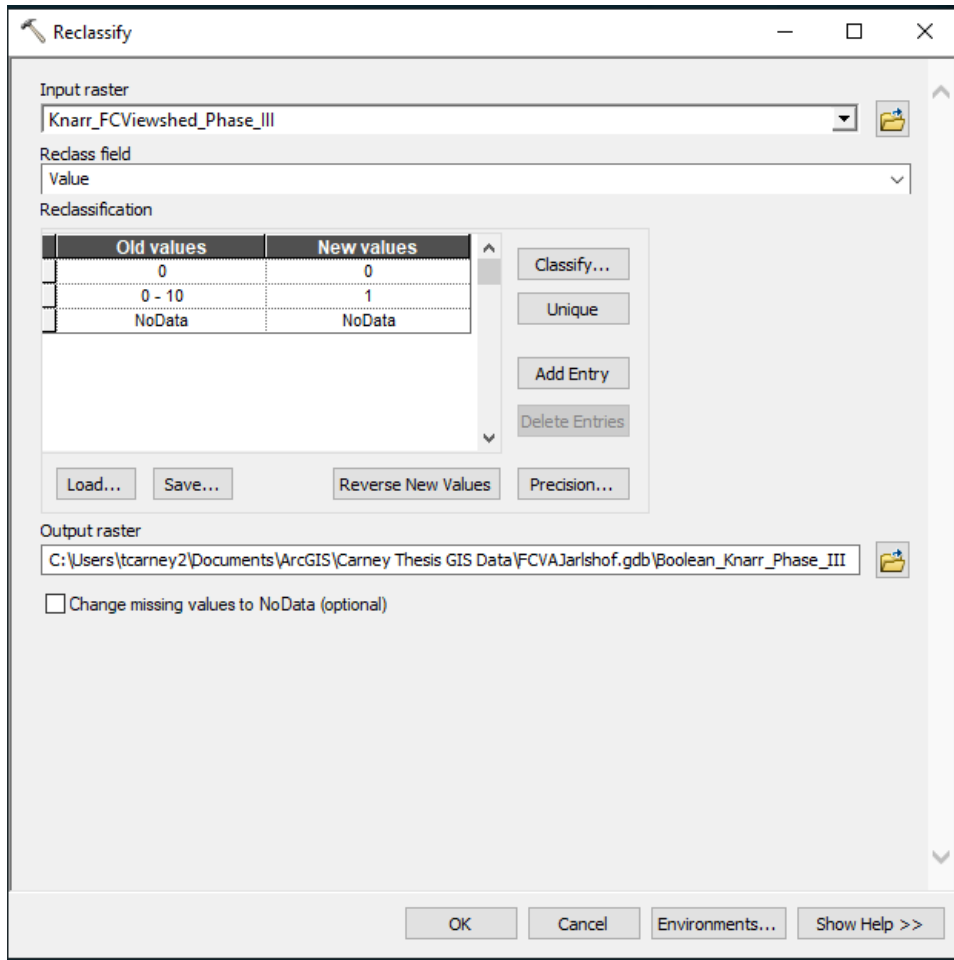 Reclassify
Input raster
Knarr_FCViewshed_Phase_III
Reclass field
Value
Reclassification
Old values New values
0 0
0 - 10 1
NoData NoData
Classify...
Unique
Add Entry
Delete Entries
Load... Save... Reverse New Values Precision...
Output raster
C:\Users\tcarney2\Documents\ArcGIS\Carney Thesis GIS Data\FCVAJarlshof.gdb\Boolean_Knarr_Phase_III
Change missing values to NoData (optional)
OK Cancel Environments... Show Help >>